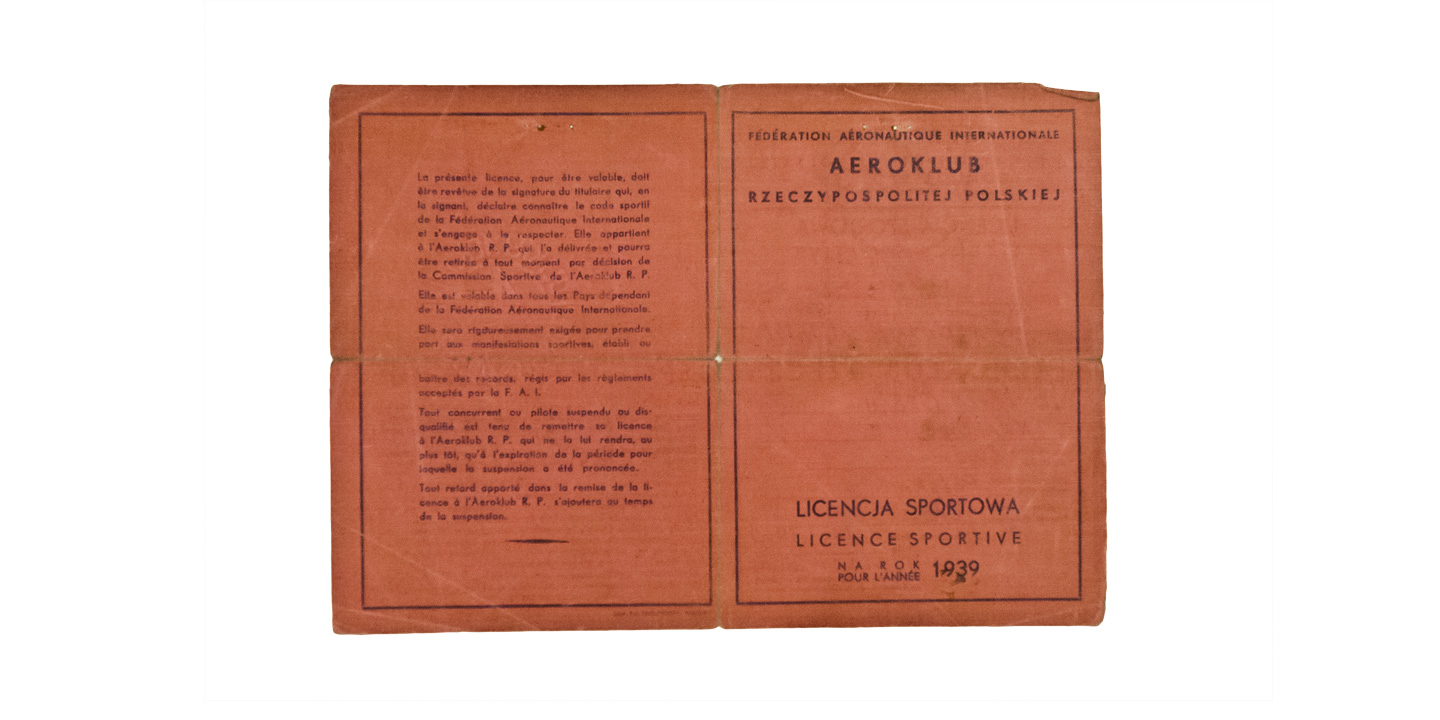 La présente licence, pour être valable, doit
être revêtue de la signature du titulaire qui, en
la signant, déclaire connaître le code sportif
de la Fédération Aéronautique Internationale
et s'engage à le respecter. Elle appartient
à l'Aeroklub R. P. qui l'a délivrée et pourra
être retirée à tout moment par décision de
la Commission Sportive de l'Aeroklub R. P.
Elle est valable dans tous les Pays dépendant
de la Fédération Aéronautique Internationale.
Elle sera rigoureusement exigée pour prendre
part aux manifestations sportives, établi ou
battre des records, régis par les règlements
acceptés par la F. A. I.
Tout concurrent ou pilote suspendu ou dis-
qualifié est tenu de remettre sa licence
à l'Aeroklub R. P. qui ne la lui rendra, au
plus tôt, qu'à l'expiration de la période pour
laquelle la suspension a été prononcée.
Tout retard apporté dans la remise de la li-
cence à l'Aeroklub R. P. s'ajoutera au temps
de la suspension.
FÉDÉRATION AÉRONAUTIQUE INTERNATIONALE
AEROKLUB
RZECZYPOSPOLITEJ POLSKIEJ
LICENCJA SPORTOWA
LICENCE SPORTIVE
NA ROK
POUR L'ANNÉE 1939